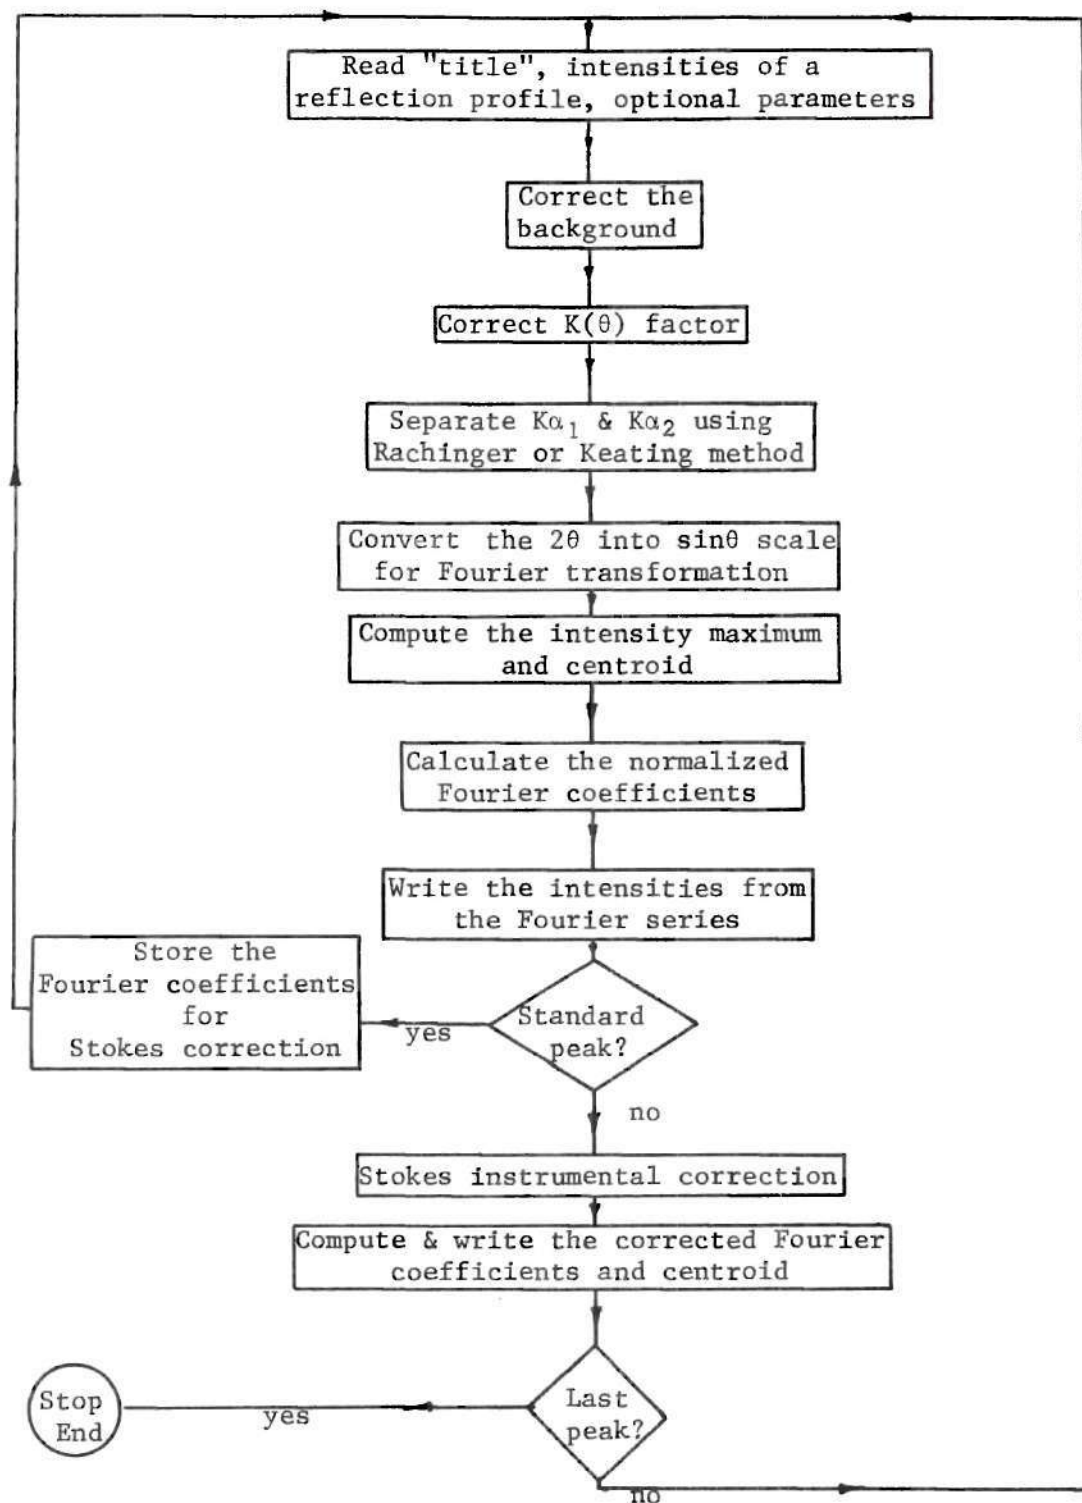 Read "title", intensities of a
reflection profile, optional parameters
Correct the
background
Correct K(θ) factor
Separate Kα₁ & Kα₂ using
Rachinger or Keating method
Convert the 2θ into sinθ scale
for Fourier transformation
Compute the intensity maximum
and centroid
Calculate the normalized
Fourier coefficients
Write the intensities from
the Fourier series
Store the
Fourier coefficients
for
Stokes correction
yes
Standard
peak?
no
Stokes instrumental correction
Compute & write the corrected Fourier
coefficients and centroid
Stop
End
yes
Last
peak?
no